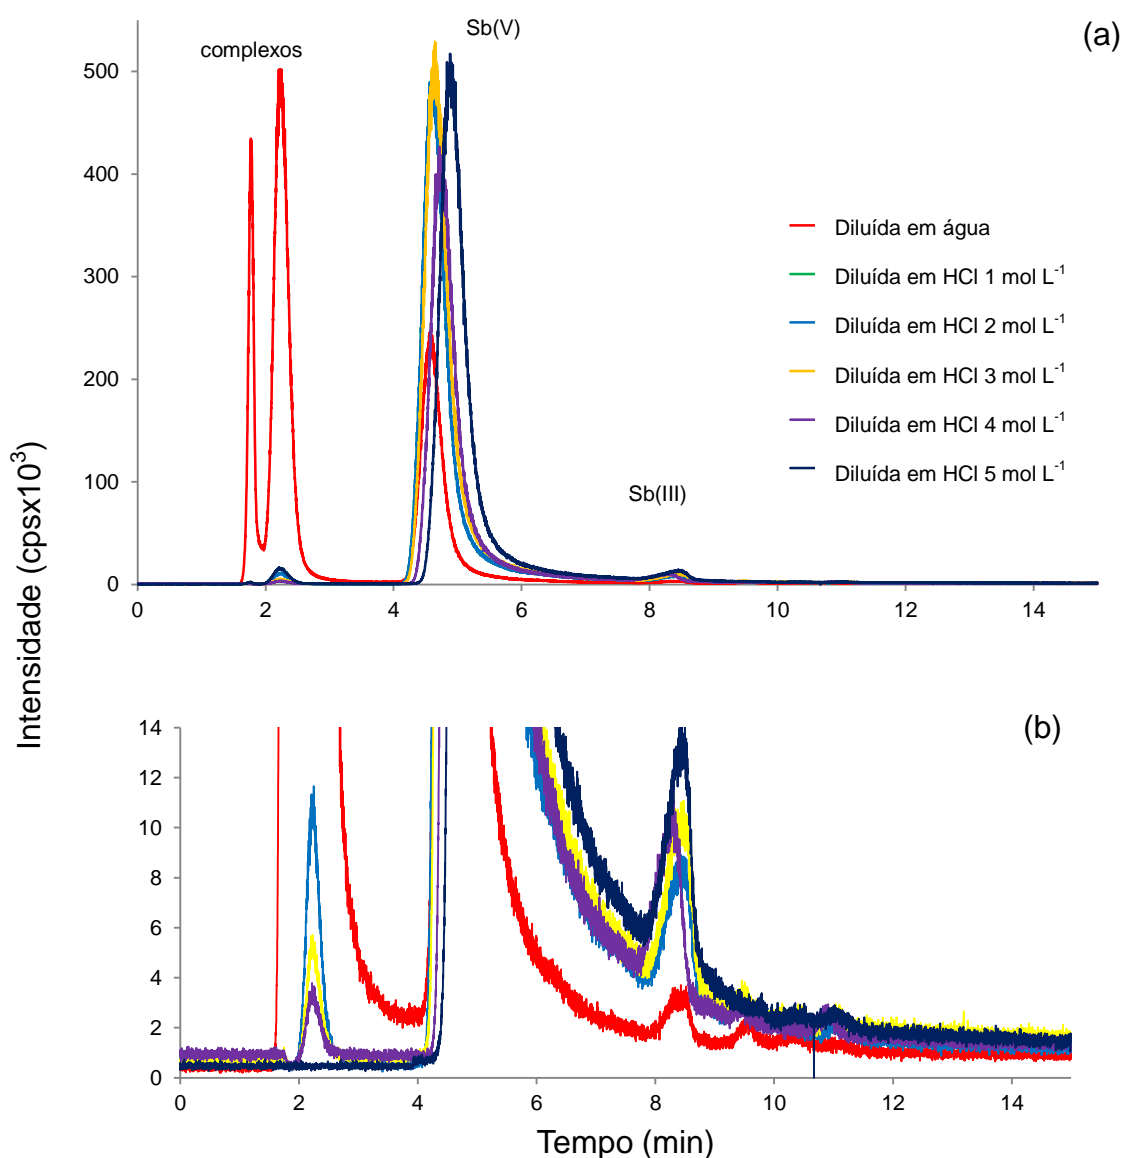 (a)
Sb(V)
complexos
500
400
300
200
100
0
Diluída em água
Diluída em HCl 1 mol L⁻¹
Diluída em HCl 2 mol L⁻¹
Diluída em HCl 3 mol L⁻¹
Diluída em HCl 4 mol L⁻¹
Diluída em HCl 5 mol L⁻¹
Sb(III)
0 2 4 6 8 10 12 14
Intensidade (cpsx10³)
(b)
14
12
10
8
6
4
2
0
0 2 4 6 8 10 12 14
Tempo (min)